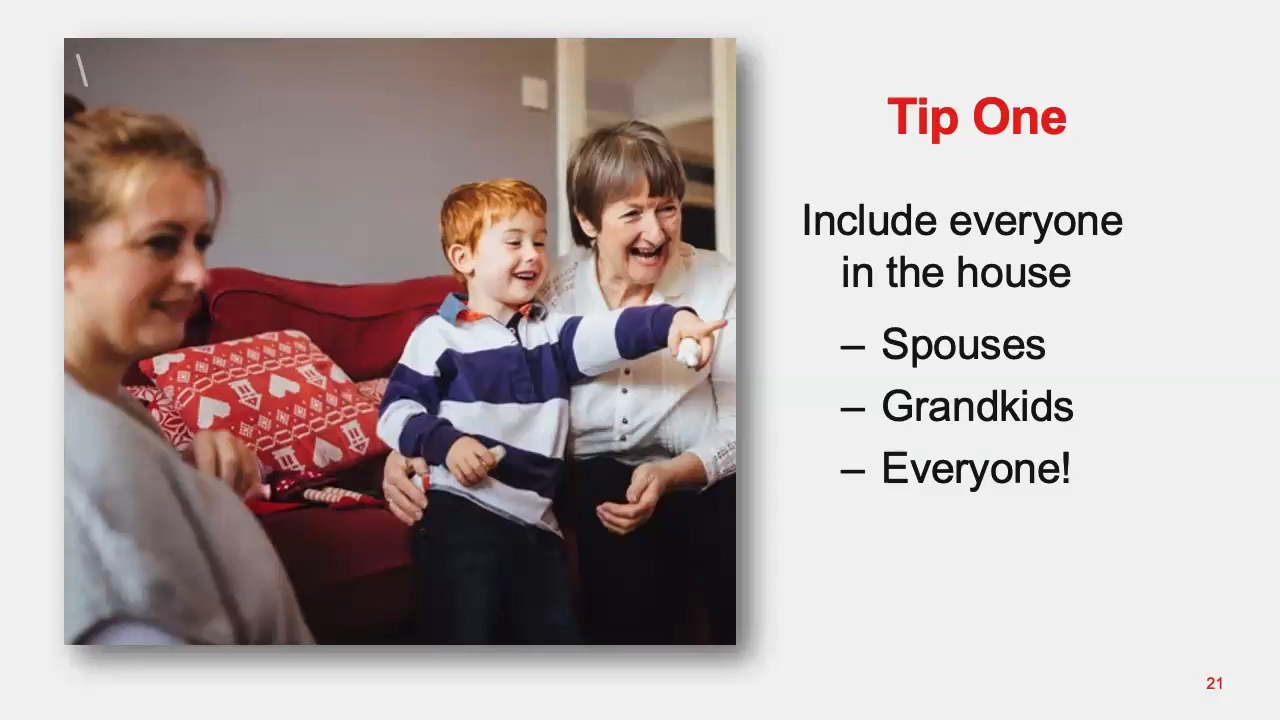 Tip One
Include everyone
in the house
– Spouses
– Grandkids
– Everyone!
21